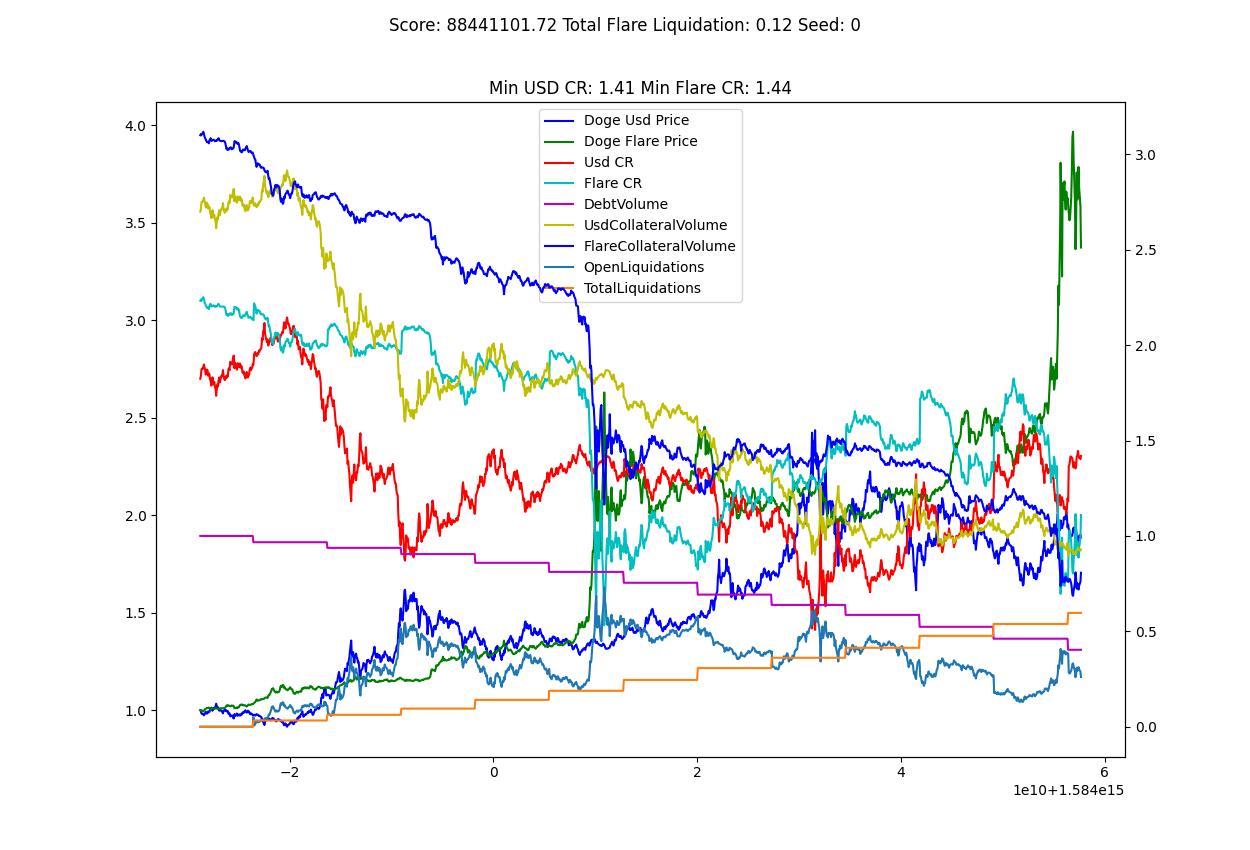 Score: 88441101.72 Total Flare Liquidation: 0.12 Seed: 0
Min USD CR: 1.41 Min Flare CR: 1.44
Doge Usd Price
Doge Flare Price
Usd CR
Flare CR
DebtVolume
UsdCollateralVolume
FlareCollateralVolume
OpenLiquidations
TotalLiquidations
4.0
3.5
3.0
2.5
2.0
1.5
1.0
3.0
2.5
2.0
1.5
1.0
0.5
0.0
−2
0
2
4
6
1e10+1.584e15